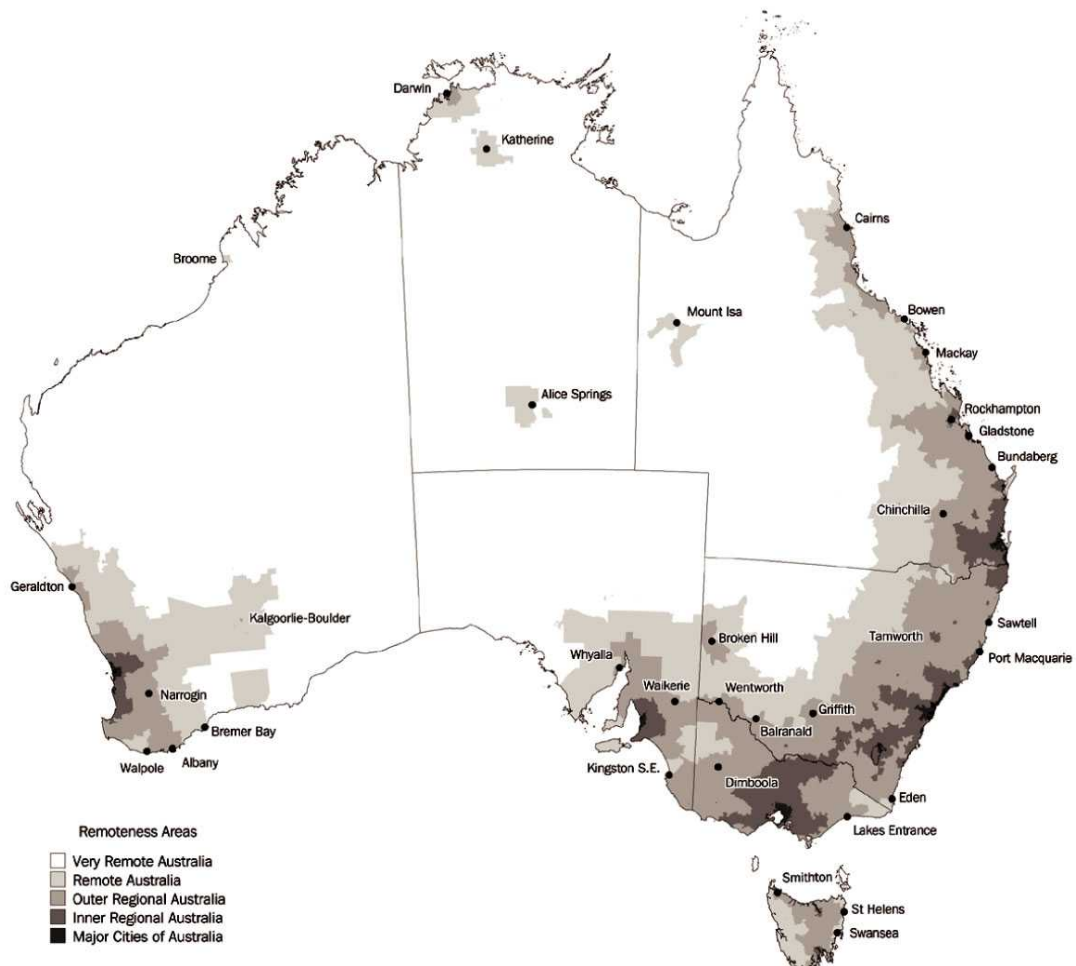 Darwin
Katherine
Cairns
Broome
Mount Isa
Bowen
Mackay
Alice Springs
Rockhampton
Gladstone
Bundaberg
Chinchilla
Geraldton
Kalgoorlie-Boulder
Sawtell
Tamworth
Broken Hill
Port Macquarie
Whyalla
Waikerie
Wentworth
Narrogin
Griffith
Balranald
Bremer Bay
Albany
Walpole
Kingston S.E.
Dimboola
Eden
Lakes Entrance
Remoteness Areas
Very Remote Australia
Remote Australia
Outer Regional Australia
Inner Regional Australia
Major Cities of Australia
Smithton
St Helens
Swansea